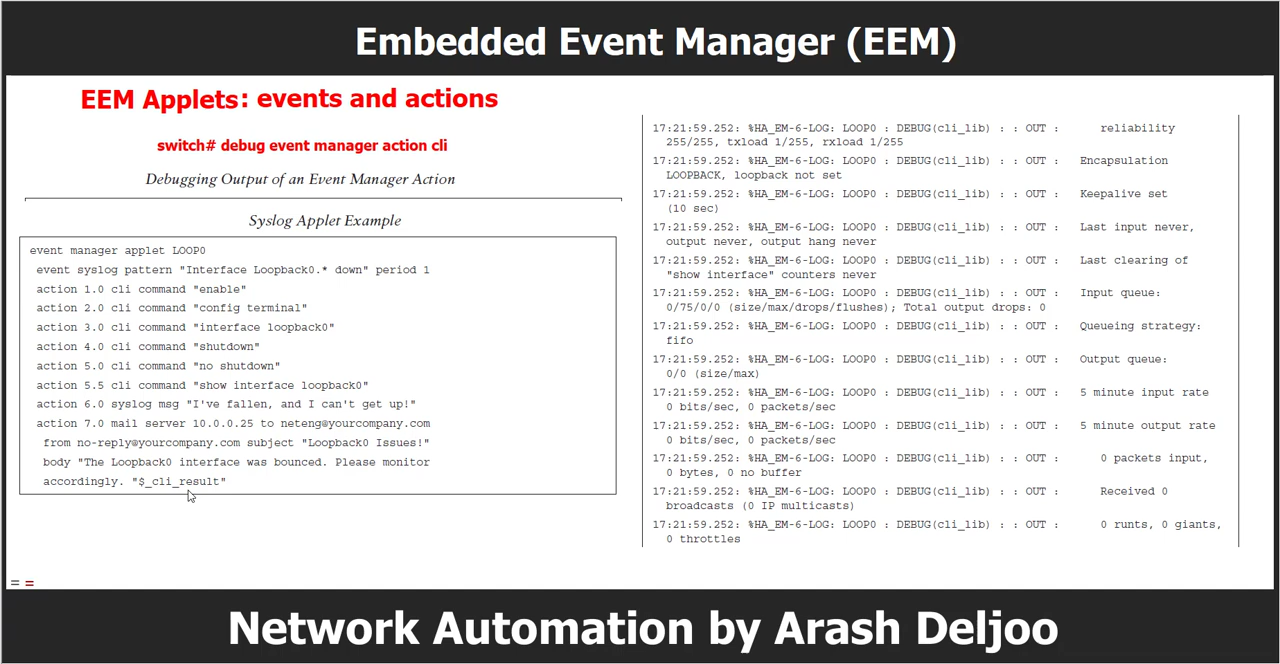 Embedded Event Manager (EEM)
EEM Applets: events and actions
switch# debug event manager action cli
Debugging Output of an Event Manager Action
Syslog Applet Example
event manager applet LOOP0
event syslog pattern "Interface Loopback0.* down" period 1
action 1.0 cli command "enable"
action 2.0 cli command "config terminal"
action 3.0 cli command "interface loopback0"
action 4.0 cli command "shutdown"
action 5.0 cli command "no shutdown"
action 5.5 cli command "show interface loopback0"
action 6.0 syslog msg "I've fallen, and I can't get up!"
action 7.0 mail server 10.0.0.25 to neteng@yourcompany.com
from no-reply@yourcompany.com subject "Loopback0 Issues!"
body "The Loopback0 interface was bounced. Please monitor
accordingly. "$_cli_result"
17:21:59.252: %HA_EM-6-LOG: LOOP0 : DEBUG(cli_lib) : : OUT : reliability
255/255, txload 1/255, rxload 1/255
17:21:59.252: %HA_EM-6-LOG: LOOP0 : DEBUG(cli_lib) : : OUT : Encapsulation
LOOPBACK, loopback not set
17:21:59.252: %HA_EM-6-LOG: LOOP0 : DEBUG(cli_lib) : : OUT : Keepalive set
(10 sec)
17:21:59.252: %HA_EM-6-LOG: LOOP0 : DEBUG(cli_lib) : : OUT : Last input never,
output never, output hang never
17:21:59.252: %HA_EM-6-LOG: LOOP0 : DEBUG(cli_lib) : : OUT : Last clearing of
"show interface" counters never
17:21:59.252: %HA_EM-6-LOG: LOOP0 : DEBUG(cli_lib) : : OUT : Input queue:
0/75/0/0 (size/max/drops/flushes); Total output drops: 0
17:21:59.252: %HA_EM-6-LOG: LOOP0 : DEBUG(cli_lib) : : OUT : Queueing strategy:
fifo
17:21:59.252: %HA_EM-6-LOG: LOOP0 : DEBUG(cli_lib) : : OUT : Output queue:
0/0 (size/max)
17:21:59.252: %HA_EM-6-LOG: LOOP0 : DEBUG(cli_lib) : : OUT : 5 minute input rate
0 bits/sec, 0 packets/sec
17:21:59.252: %HA_EM-6-LOG: LOOP0 : DEBUG(cli_lib) : : OUT : 5 minute output rate
0 bits/sec, 0 packets/sec
17:21:59.252: %HA_EM-6-LOG: LOOP0 : DEBUG(cli_lib) : : OUT : 0 packets input,
0 bytes, 0 no buffer
17:21:59.252: %HA_EM-6-LOG: LOOP0 : DEBUG(cli_lib) : : OUT : Received 0
broadcasts (0 IP multicasts)
17:21:59.252: %HA_EM-6-LOG: LOOP0 : DEBUG(cli_lib) : : OUT : 0 runts, 0 giants,
0 throttles
= =
Network Automation by Arash Deljoo